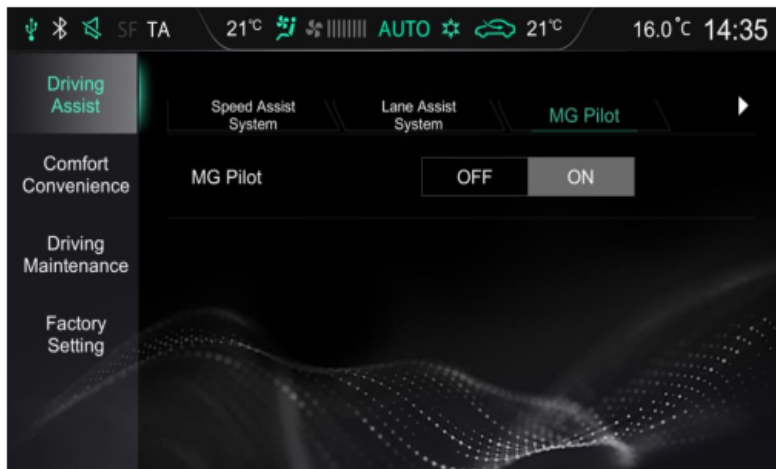 SF TA 21°C AUTO 21°C 16.0°C 14:35
Driving
Assist
Speed Assist
System
Lane Assist
System
MG Pilot
Comfort
Convenience
MG Pilot OFF ON
Driving
Maintenance
Factory
Setting